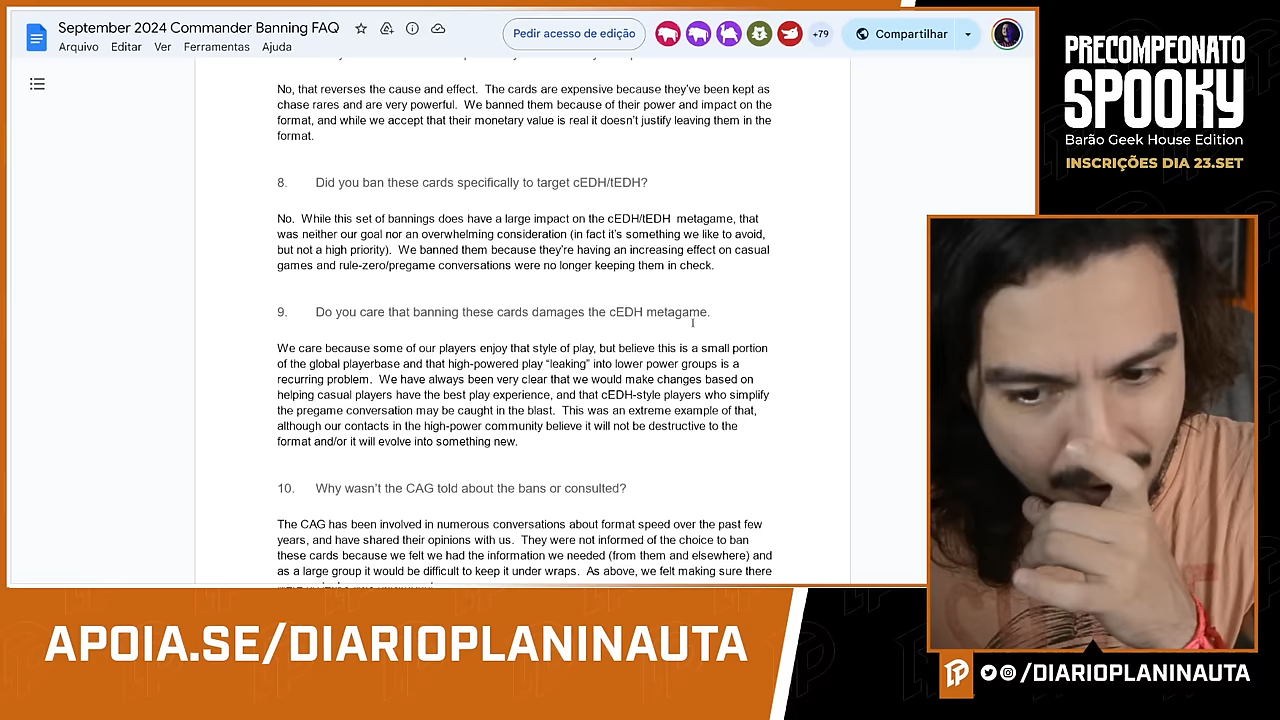 September 2024 Commander Banning FAQ
Arquivo Editar Ver Ferramentas Ajuda
Pedir acesso de edição
+79
Compartilhar
No, that reverses the cause and effect. The cards are expensive because they've been kept as
chase rares and are very powerful. We banned them because of their power and impact on the
format, and while we accept that their monetary value is real it doesn't justify leaving them in the
format.
8. Did you ban these cards specifically to target cEDH/tEDH?
No. While this set of bannings does have a large impact on the cEDH/tEDH metagame, that
was neither our goal nor an overwhelming consideration (in fact it's something we like to avoid,
but not a high priority). We banned them because they're having an increasing effect on casual
games and rule-zero/pregame conversations were no longer keeping them in check.
9. Do you care that banning these cards damages the cEDH metagame.
We care because some of our players enjoy that style of play, but believe this is a small portion
of the global playerbase and that high-powered play “leaking” into lower power groups is a
recurring problem. We have always been very clear that we would make changes based on
helping casual players have the best play experience, and that cEDH-style players who simplify
the pregame conversation may be caught in the blast. This was an extreme example of that,
although our contacts in the high-power community believe it will not be destructive to the
format and/or it will evolve into something new.
10. Why wasn't the CAG told about the bans or consulted?
The CAG has been involved in numerous conversations about format speed over the past few
years, and have shared their opinions with us. They were not informed of the choice to ban
these cards because we felt we had the information we needed (from them and elsewhere) and
as a large group it would be difficult to keep it under wraps. As above, we felt making sure there
PRECOMPEONATO
SPOOKY
Barão Geek House Edition
INSCRIÇÕES DIA 23.SET
APOIA.SE/DIARIOPLANINAUTA
/DIARIOPLANINAUTA